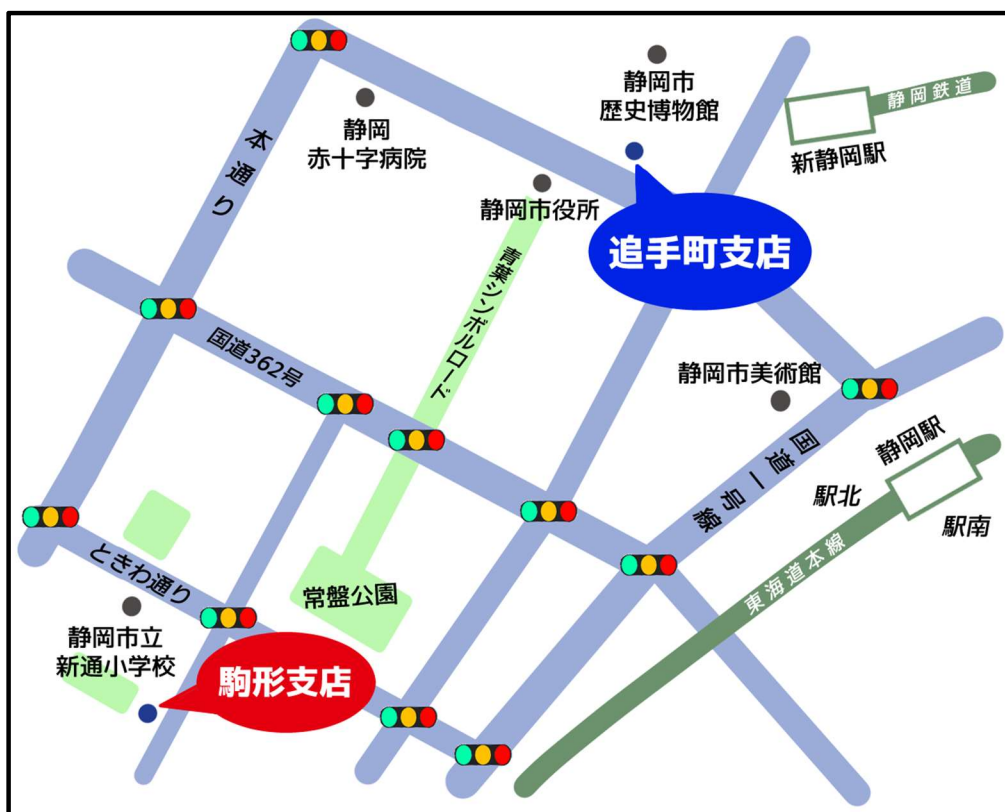 静岡市
歴史博物館
静岡鉄道
新静岡駅
静岡
赤十字病院
本通り
静岡市役所
追手町支店
青葉シンボルロード
国道362号
静岡市美術館
国道一号線
静岡駅
駅北
駅南
東海道本線
ときわ通り
常盤公園
静岡市立
新通小学校
駒形支店